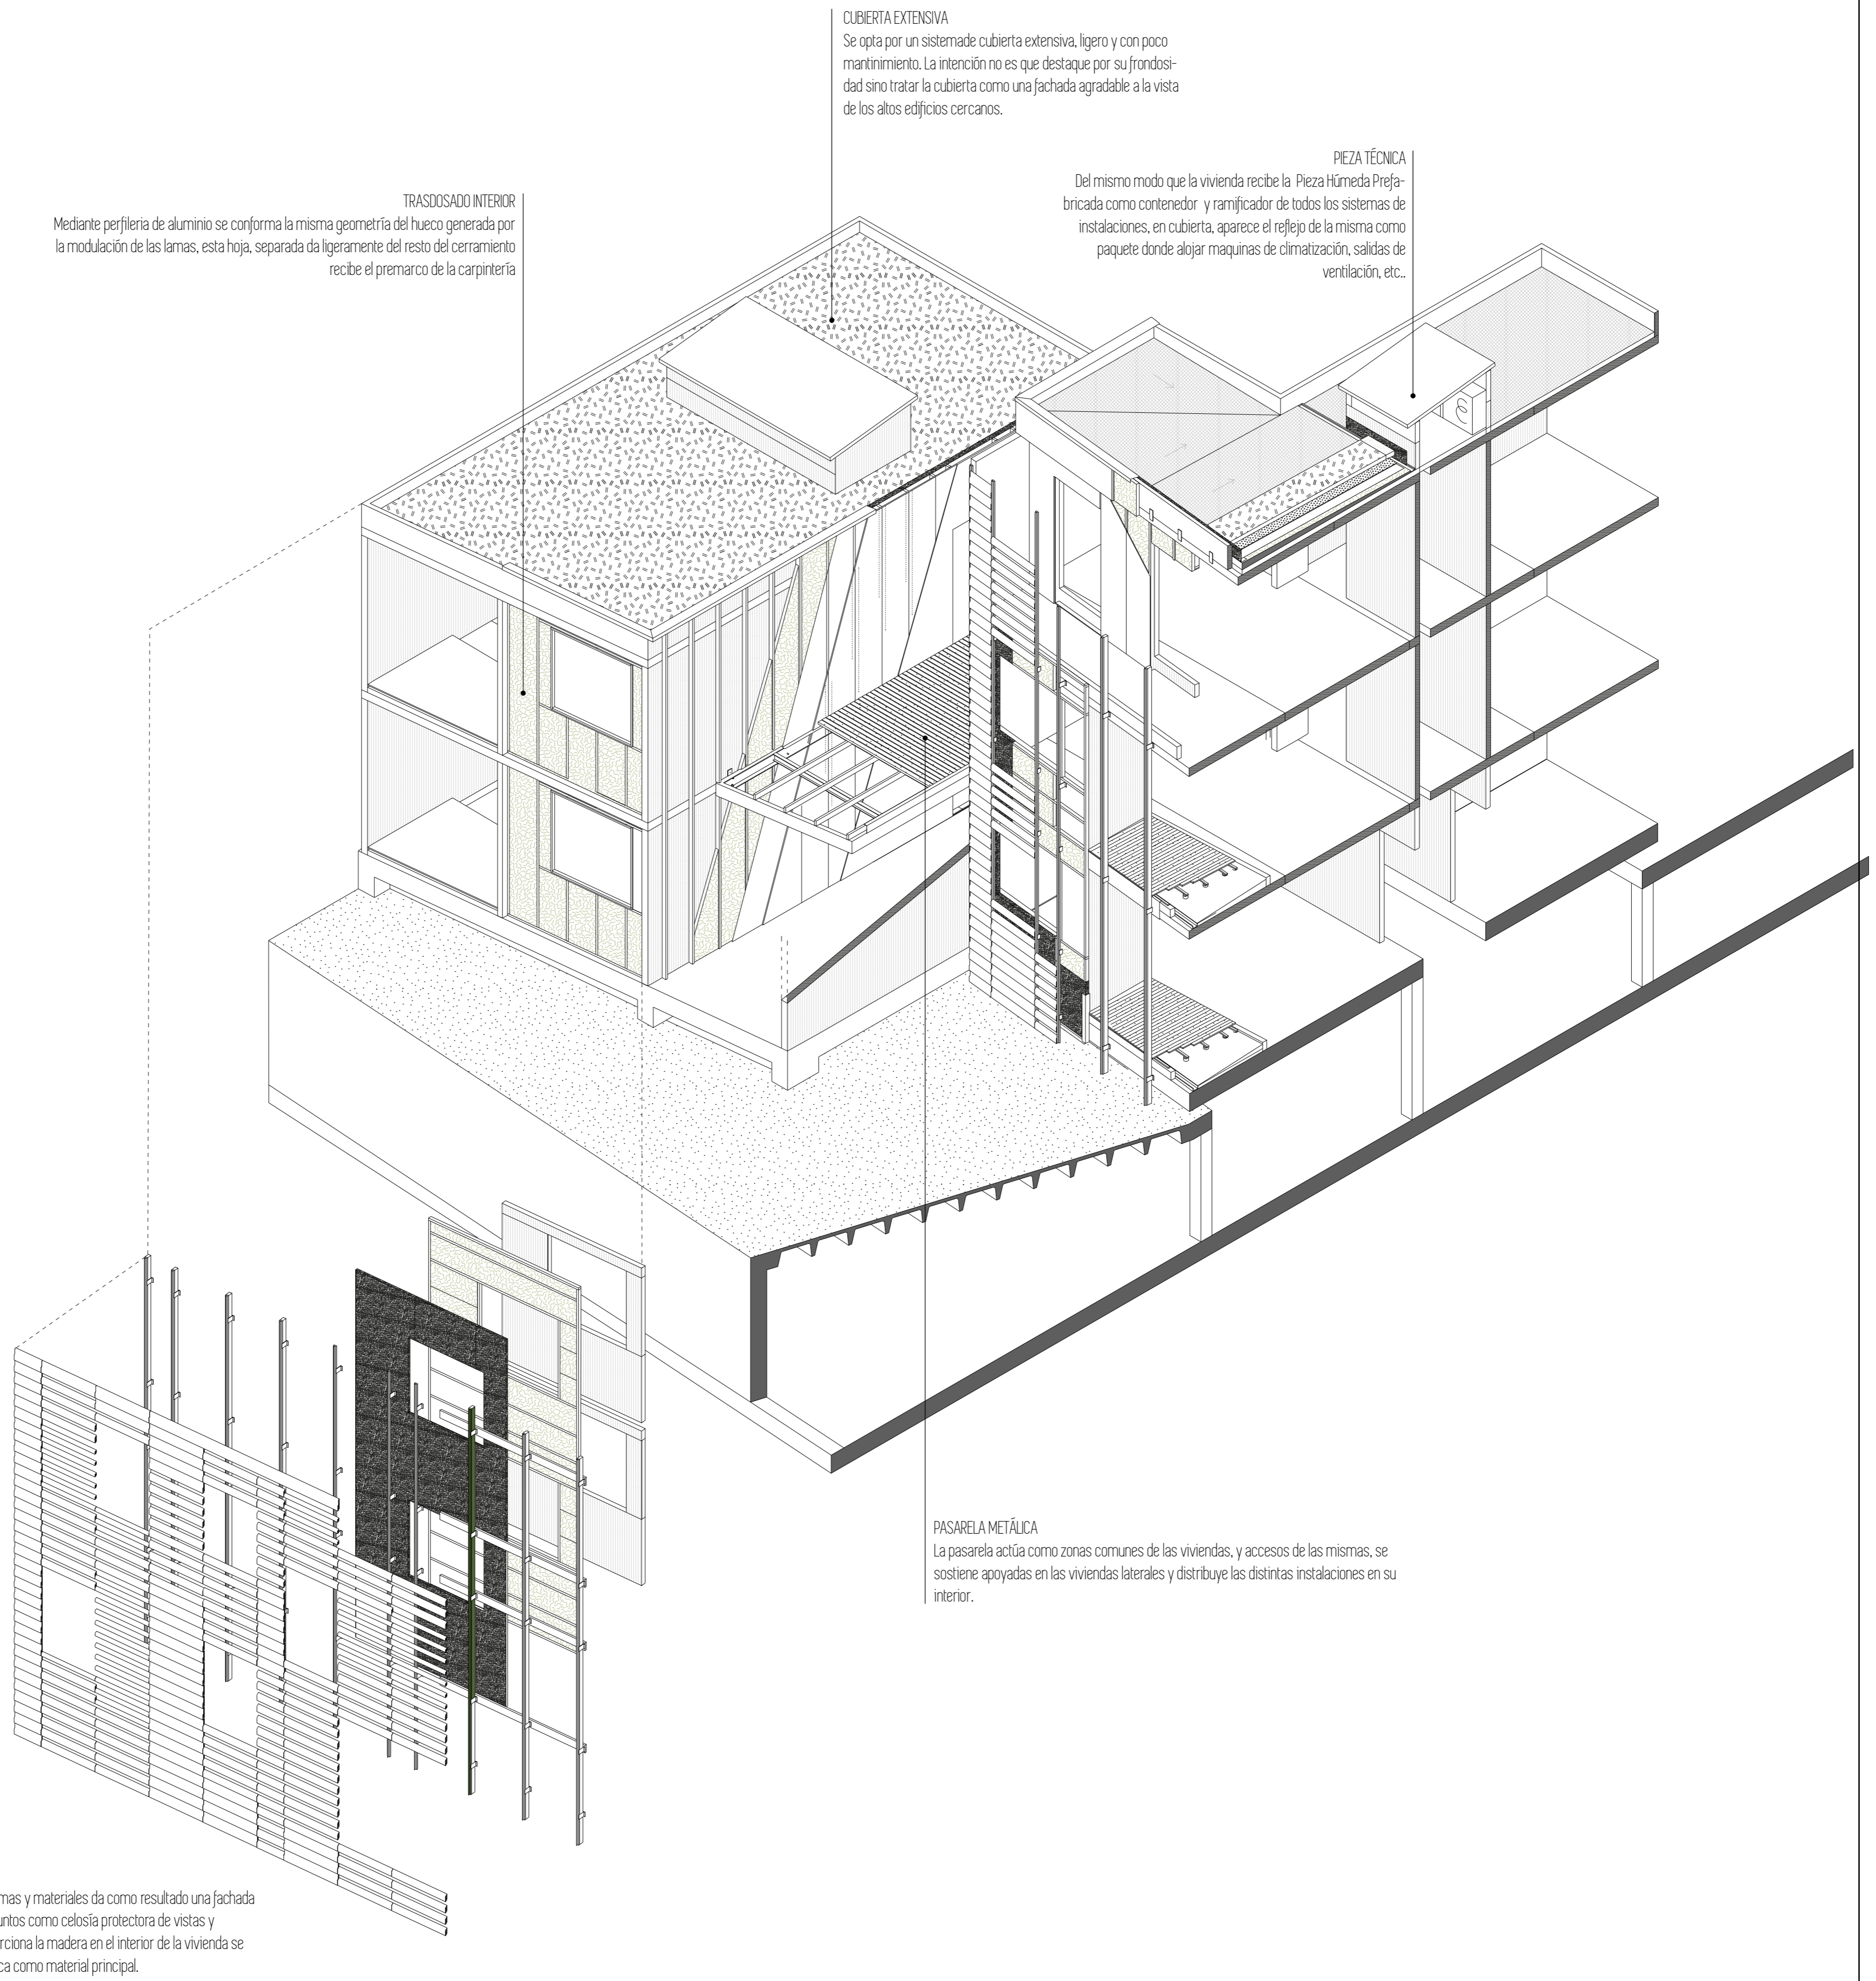 CUBIERTA EXTENSIVA
Se opta por un sistemade cubierta extensiva, ligero y con poco
mantinimiento. La intención no es que destaque por su frondosi-
dad sino tratar la cubierta como una fachada agradable a la vista
de los altos edificios cercanos.
PIEZA TÉCNICA
Del mismo modo que la vivienda recibe la Pieza Húmeda Prefa-
bricada como contenedor y ramificador de todos los sistemas de
instalaciones, en cubierta, aparece el reflejo de la misma como
paquete donde alojar maquinas de climatización, salidas de
ventilación, etc..
TRASDOSADO INTERIOR
Mediante perfileria de aluminio se conforma la misma geometría del hueco generada por
la modulación de las lamas, esta hoja, separada da ligeramente del resto del cerramiento
recibe el premarco de la carpintería
PASARELA METÁLICA
La pasarela actúa como zonas comunes de las viviendas, y accesos de las mismas, se
sostiene apoyadas en las viviendas laterales y distribuye las distintas instalaciones en su
interior.
mas y materiales da como resultado una fachada
untos como celosía protectora de vistas y
rciona la madera en el interior de la vivienda se
ca como material principal.